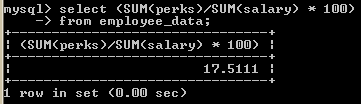 mysql> select (SUM(perks)/SUM(salary) * 100)
    -> from employee_data;
+--------------------------------+
| (SUM(perks)/SUM(salary) * 100) |
+--------------------------------+
|                        17.5111 |
+--------------------------------+
1 row in set (0.00 sec)